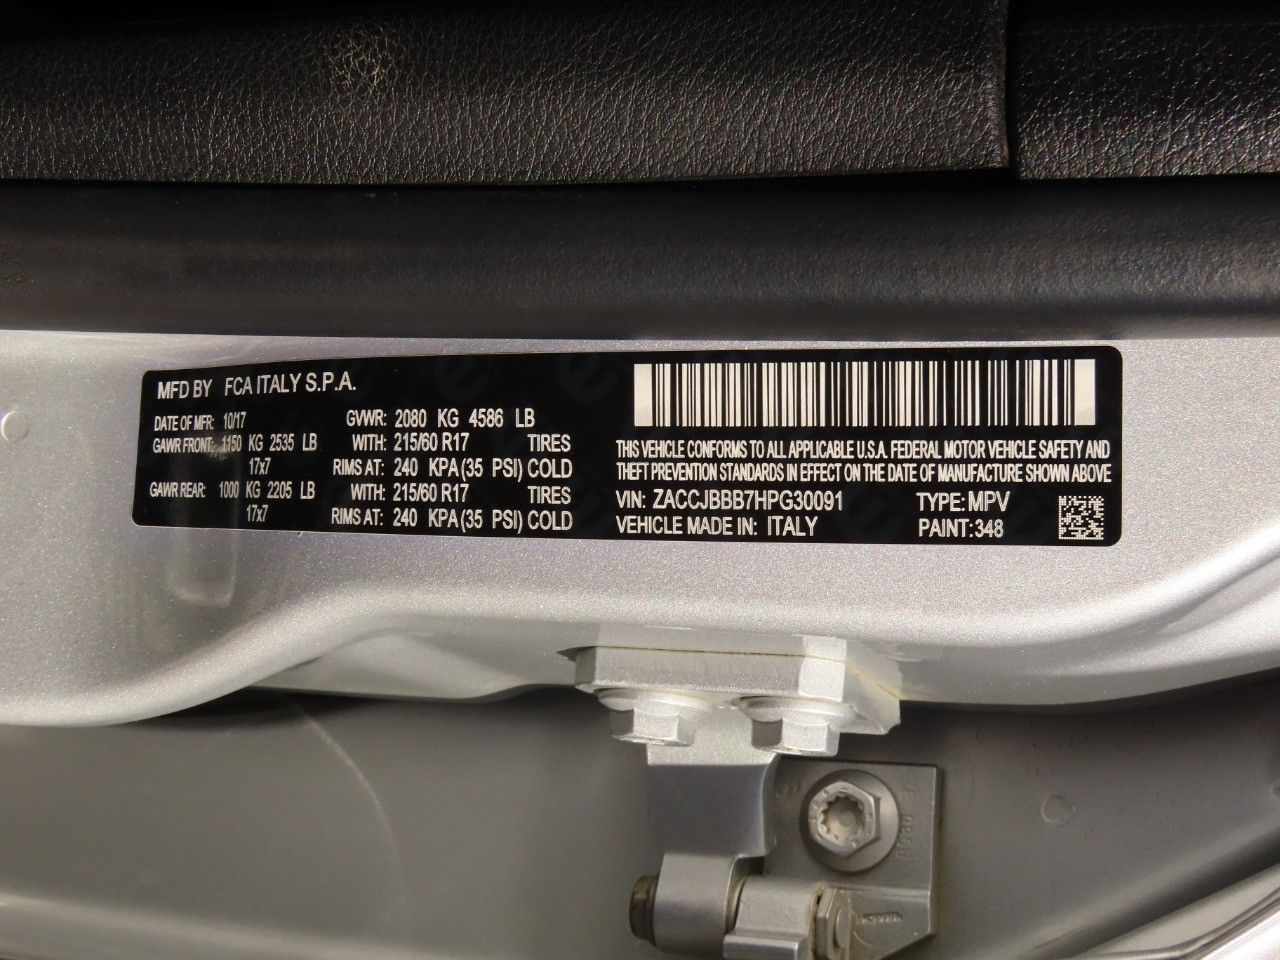 MFD BY FCA ITALY S.P.A.
DATE OF MFR: 10/17 GVWR: 2080 KG 4586 LB
GAWR FRONT: 1150 KG 2535 LB WITH: 215/60 R17 TIRES
17x7 RIMS AT: 240 KPA(35 PSI) COLD
GAWR REAR: 1000 KG 2205 LB WITH: 215/60 R17 TIRES
17x7 RIMS AT: 240 KPA(35 PSI) COLD
THIS VEHICLE CONFORMS TO ALL APPLICABLE U.S.A. FEDERAL MOTOR VEHICLE SAFETY AND
THEFT PREVENTION STANDARDS IN EFFECT ON THE DATE OF MANUFACTURE SHOWN ABOVE
VIN: ZACCJBBB7HPG30091 TYPE: MPV
VEHICLE MADE IN: ITALY PAINT: 348